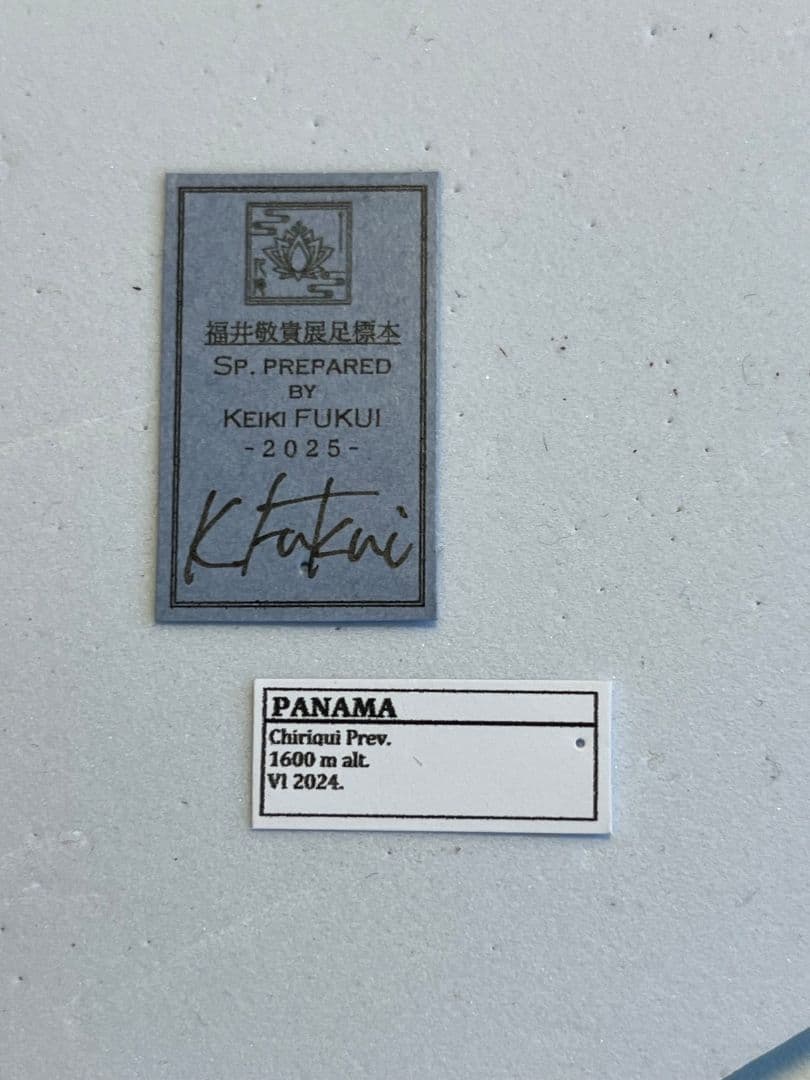 福井敬貴展足標本
SP. PREPARED
BY
KEIKI FUKUI
-2025-
K Fukui
PANAMA
Chiriqui Prev.
1600 m alt.
VI 2024.